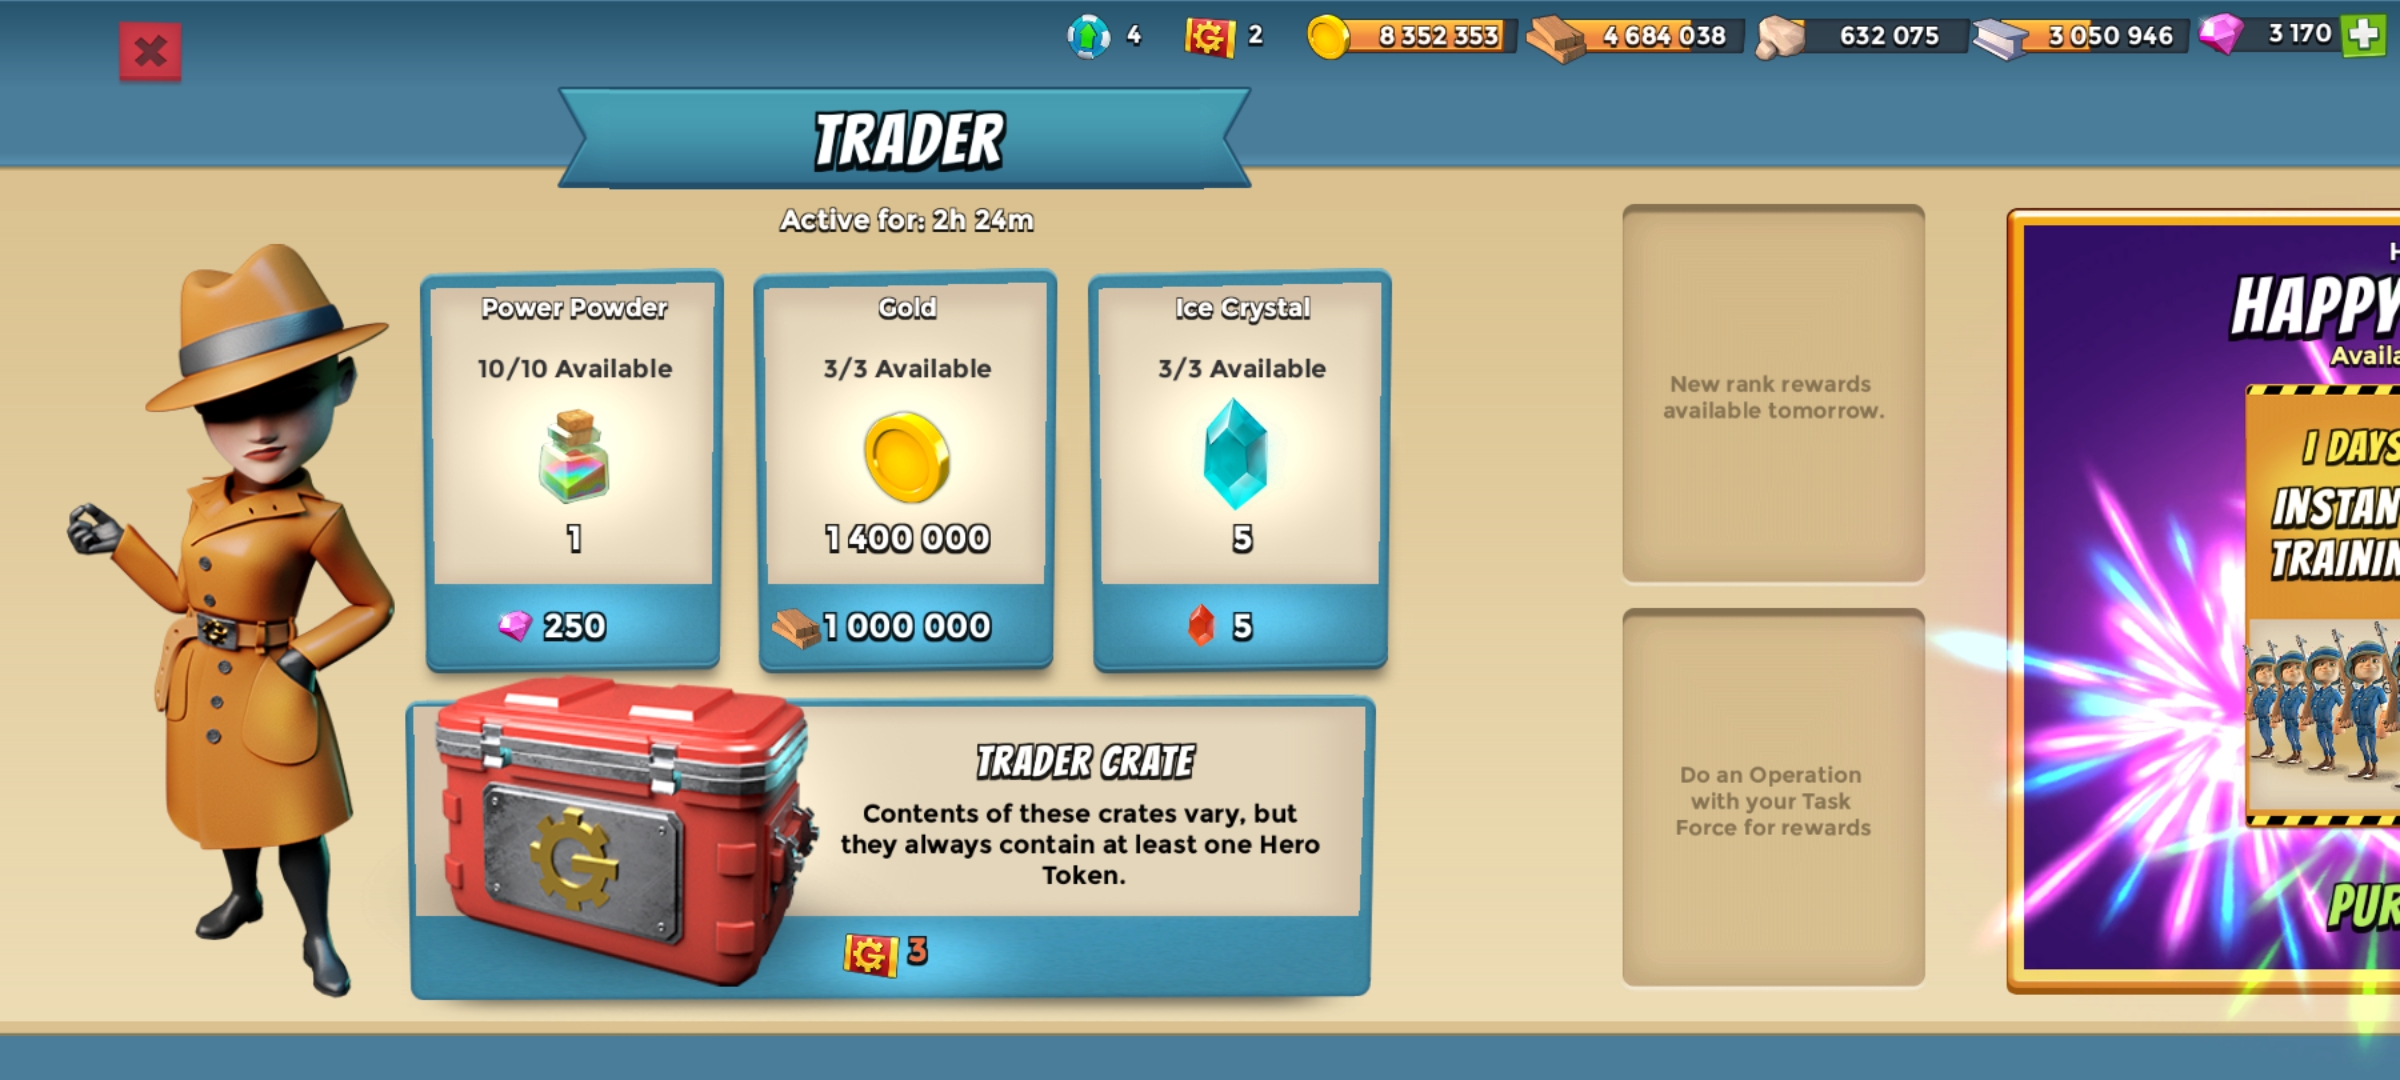 4 2 8 352 353 4 684 038 632 075 3 050 946 3 170
TRADER
Active for: 2h 24m
Power Powder
10/10 Available
1
250
Gold
3/3 Available
1 400 000
1 000 000
Ice Crystal
3/3 Available
5
5
TRADER CRATE
Contents of these crates vary, but
they always contain at least one Hero
Token.
3
New rank rewards
available tomorrow.
Do an Operation
with your Task
Force for rewards
HAPPY
1 DAYS